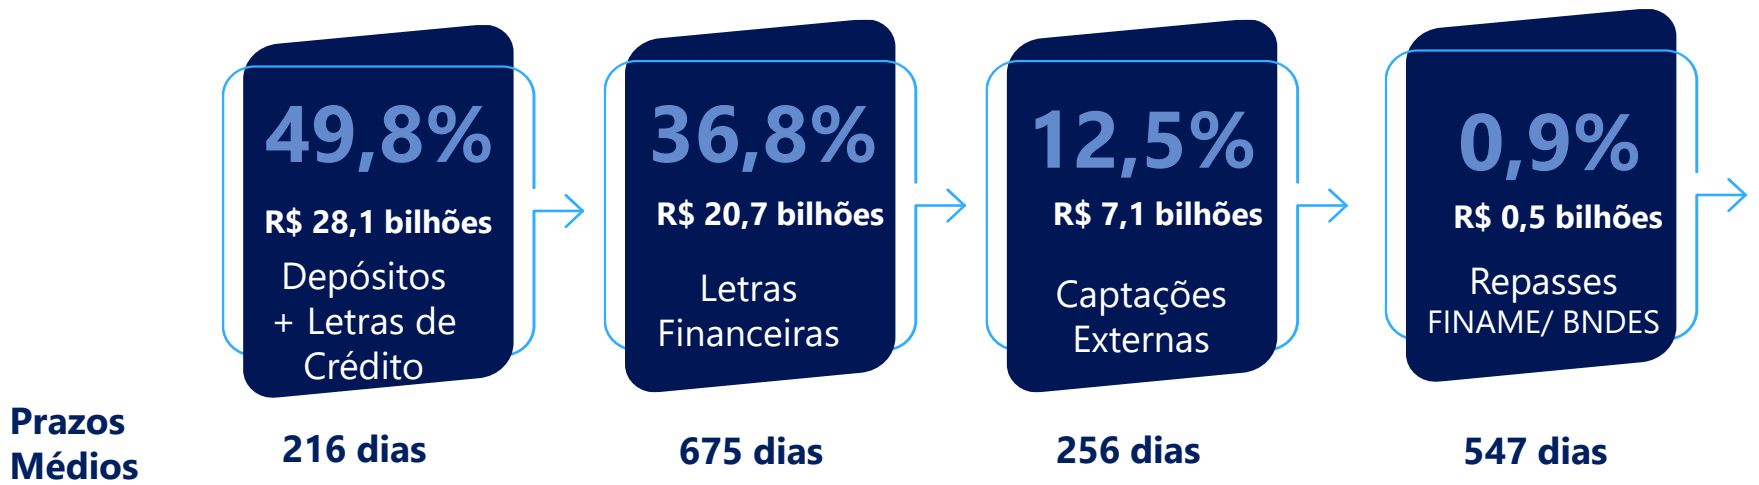 49,8%
R$ 28,1 bilhões
Depósitos
+ Letras de
Crédito
36,8%
R$ 20,7 bilhões
Letras
Financeiras
12,5%
R$ 7,1 bilhões
Captações
Externas
0,9%
R$ 0,5 bilhões
Repasses
FINAME/ BNDES
Prazos
Médios
216 dias
675 dias
256 dias
547 dias